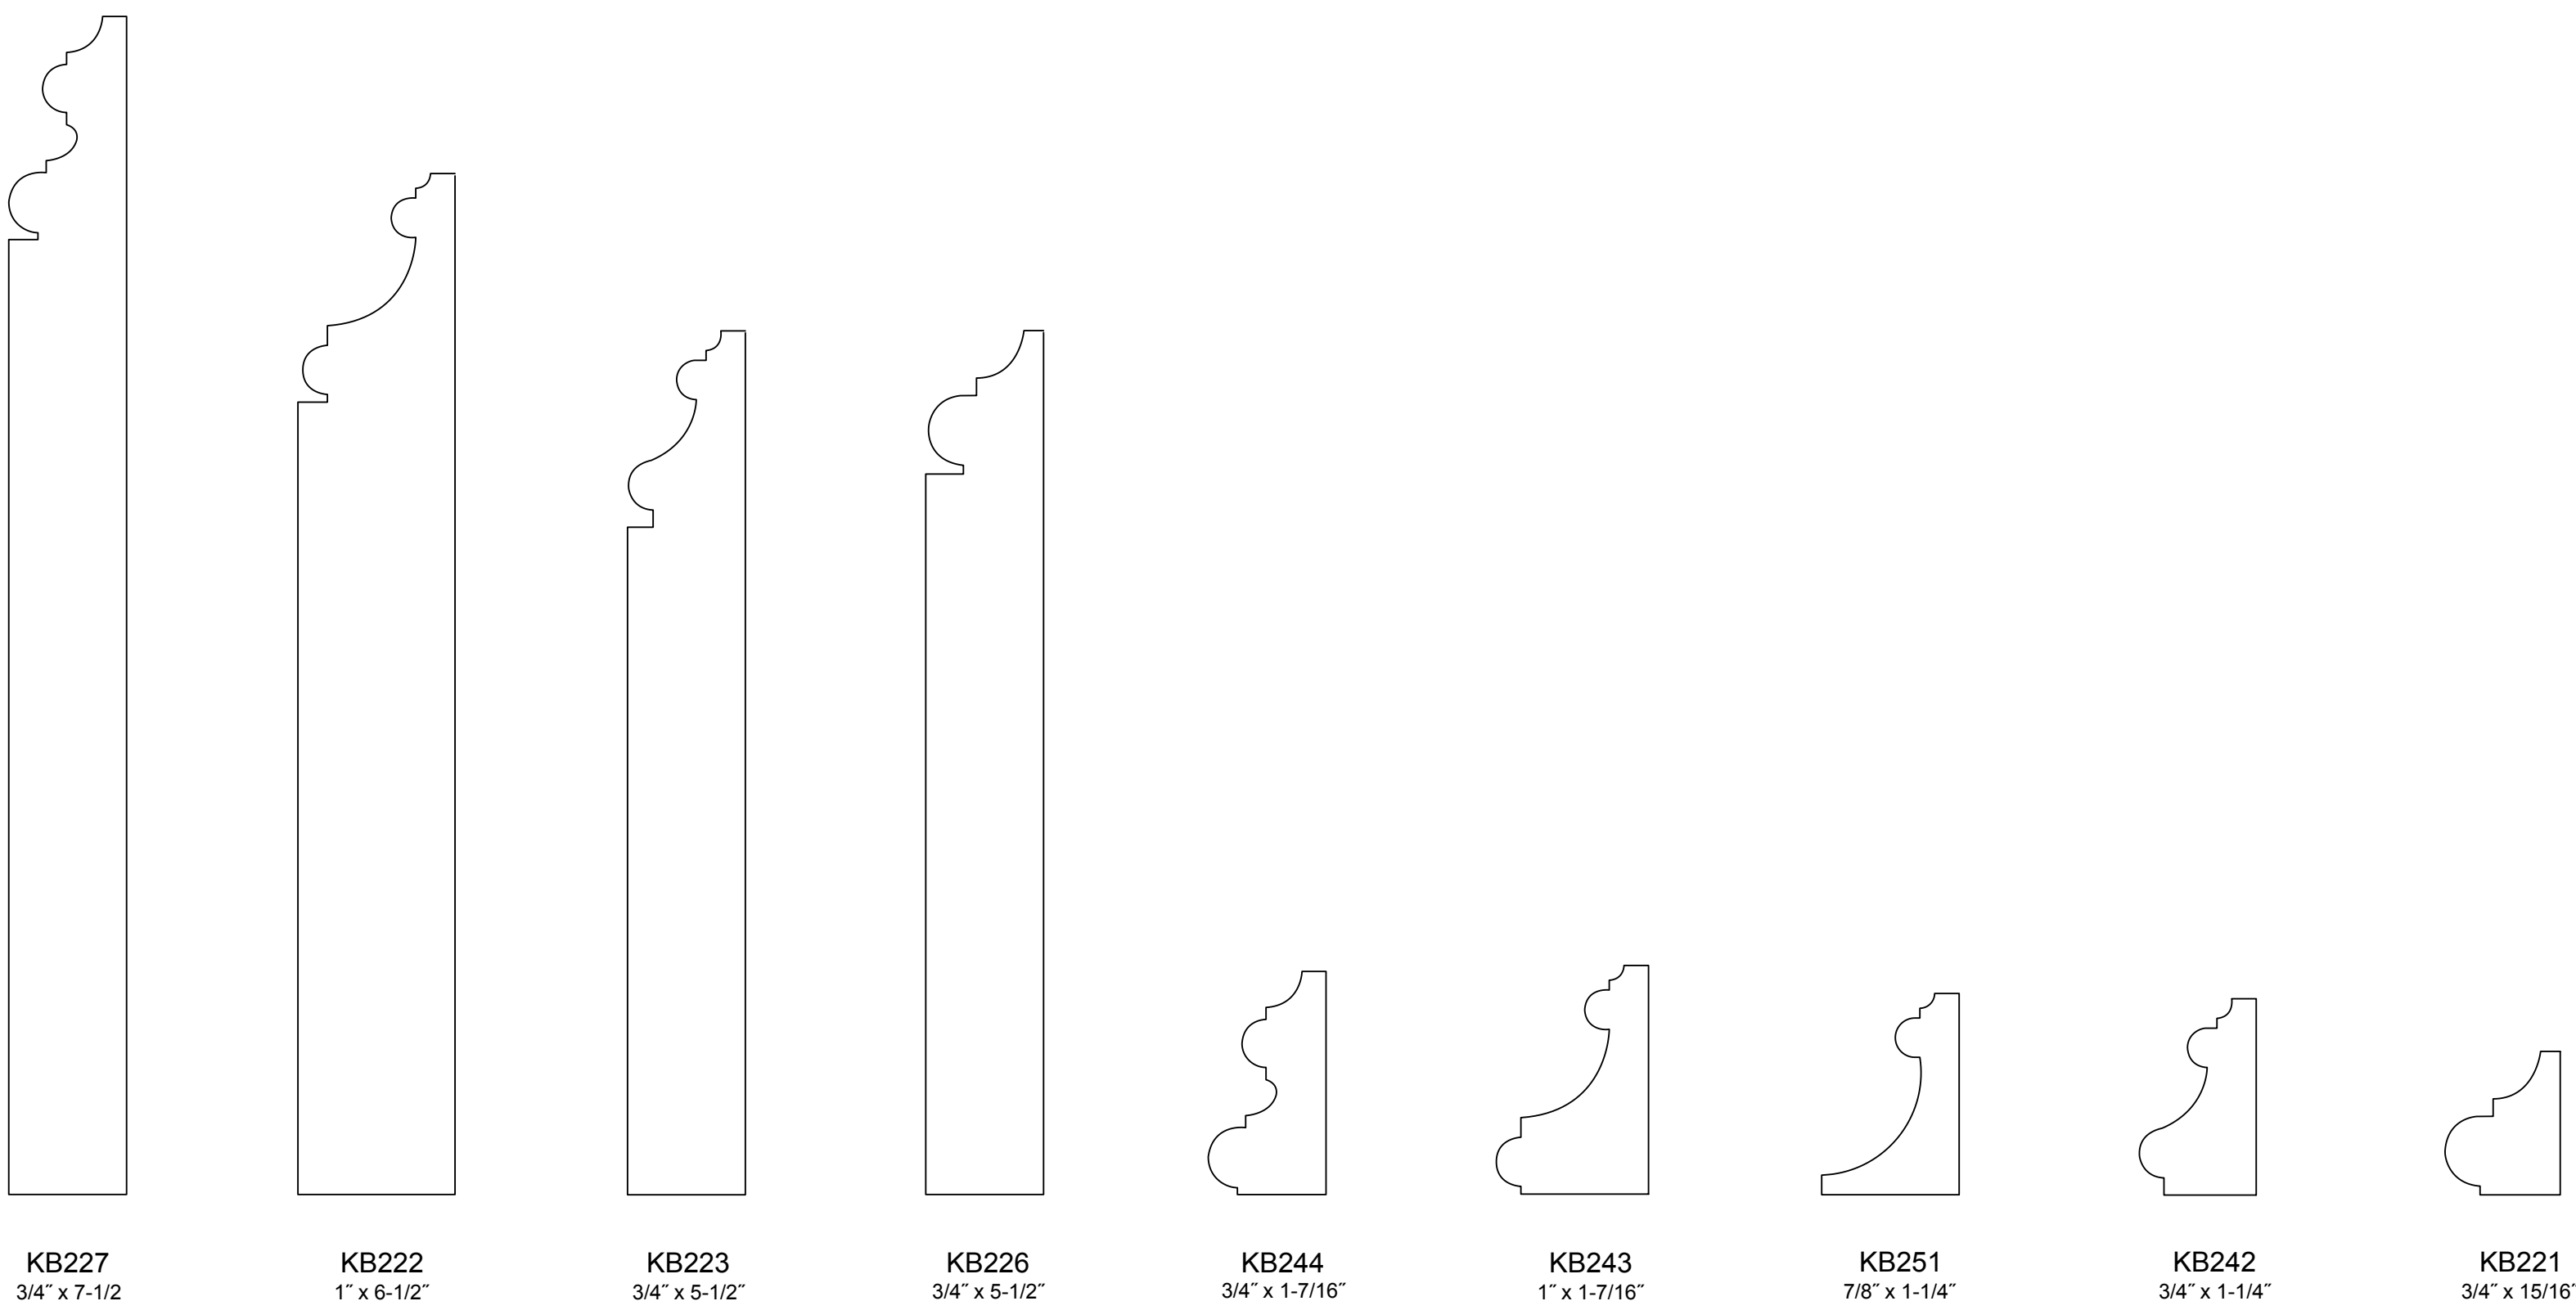 KB227
3/4˝ x 7-1/2
KB222
1˝ x 6-1/2˝
KB223
3/4˝ x 5-1/2˝
KB226
3/4˝ x 5-1/2˝
KB244
3/4˝ x 1-7/16˝
KB243
1˝ x 1-7/16˝
KB251
7/8˝ x 1-1/4˝
KB242
3/4˝ x 1-1/4˝
KB221
3/4˝ x 15/16˝